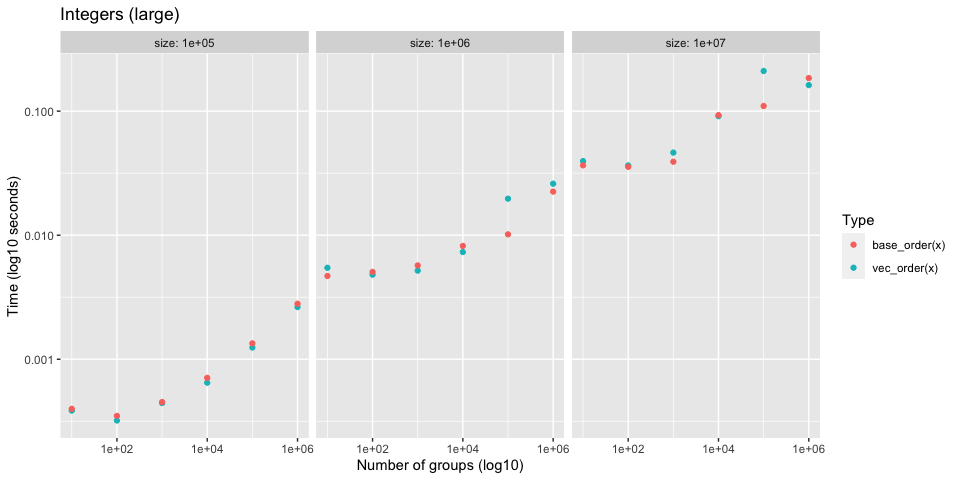 Integers (large)
size: 1e+05
size: 1e+06
size: 1e+07
Time (log10 seconds)
0.100
0.010
0.001
1e+02
1e+04
1e+06
1e+02
1e+04
1e+06
1e+02
1e+04
1e+06
Number of groups (log10)
Type
base_order(x)
vec_order(x)